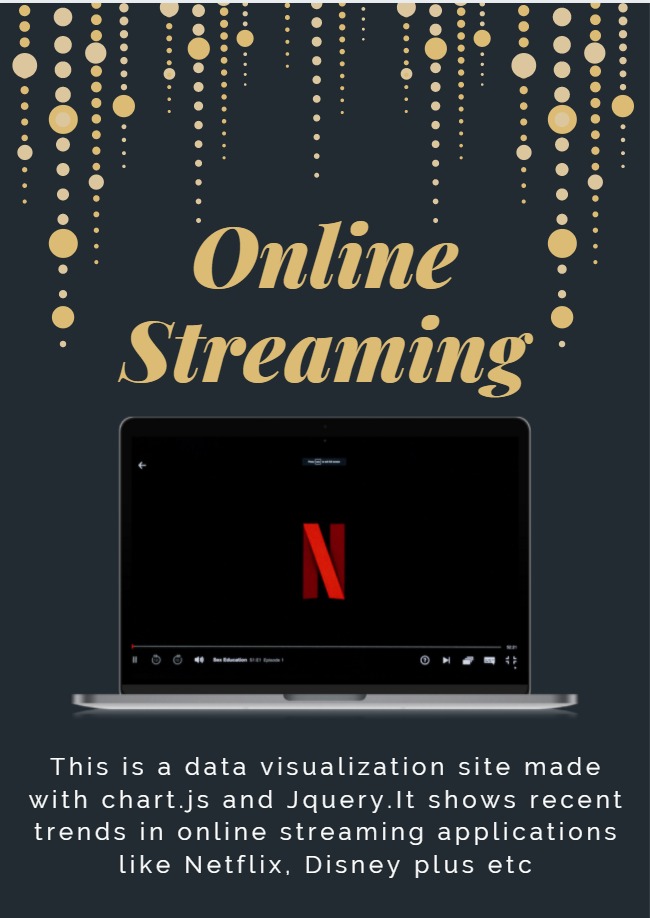 Online
Streaming
N
Sex Education S1:E1 Episode 1
This is a data visualization site made
with chart.js and Jquery.It shows recent
trends in online streaming applications
like Netflix, Disney plus etc